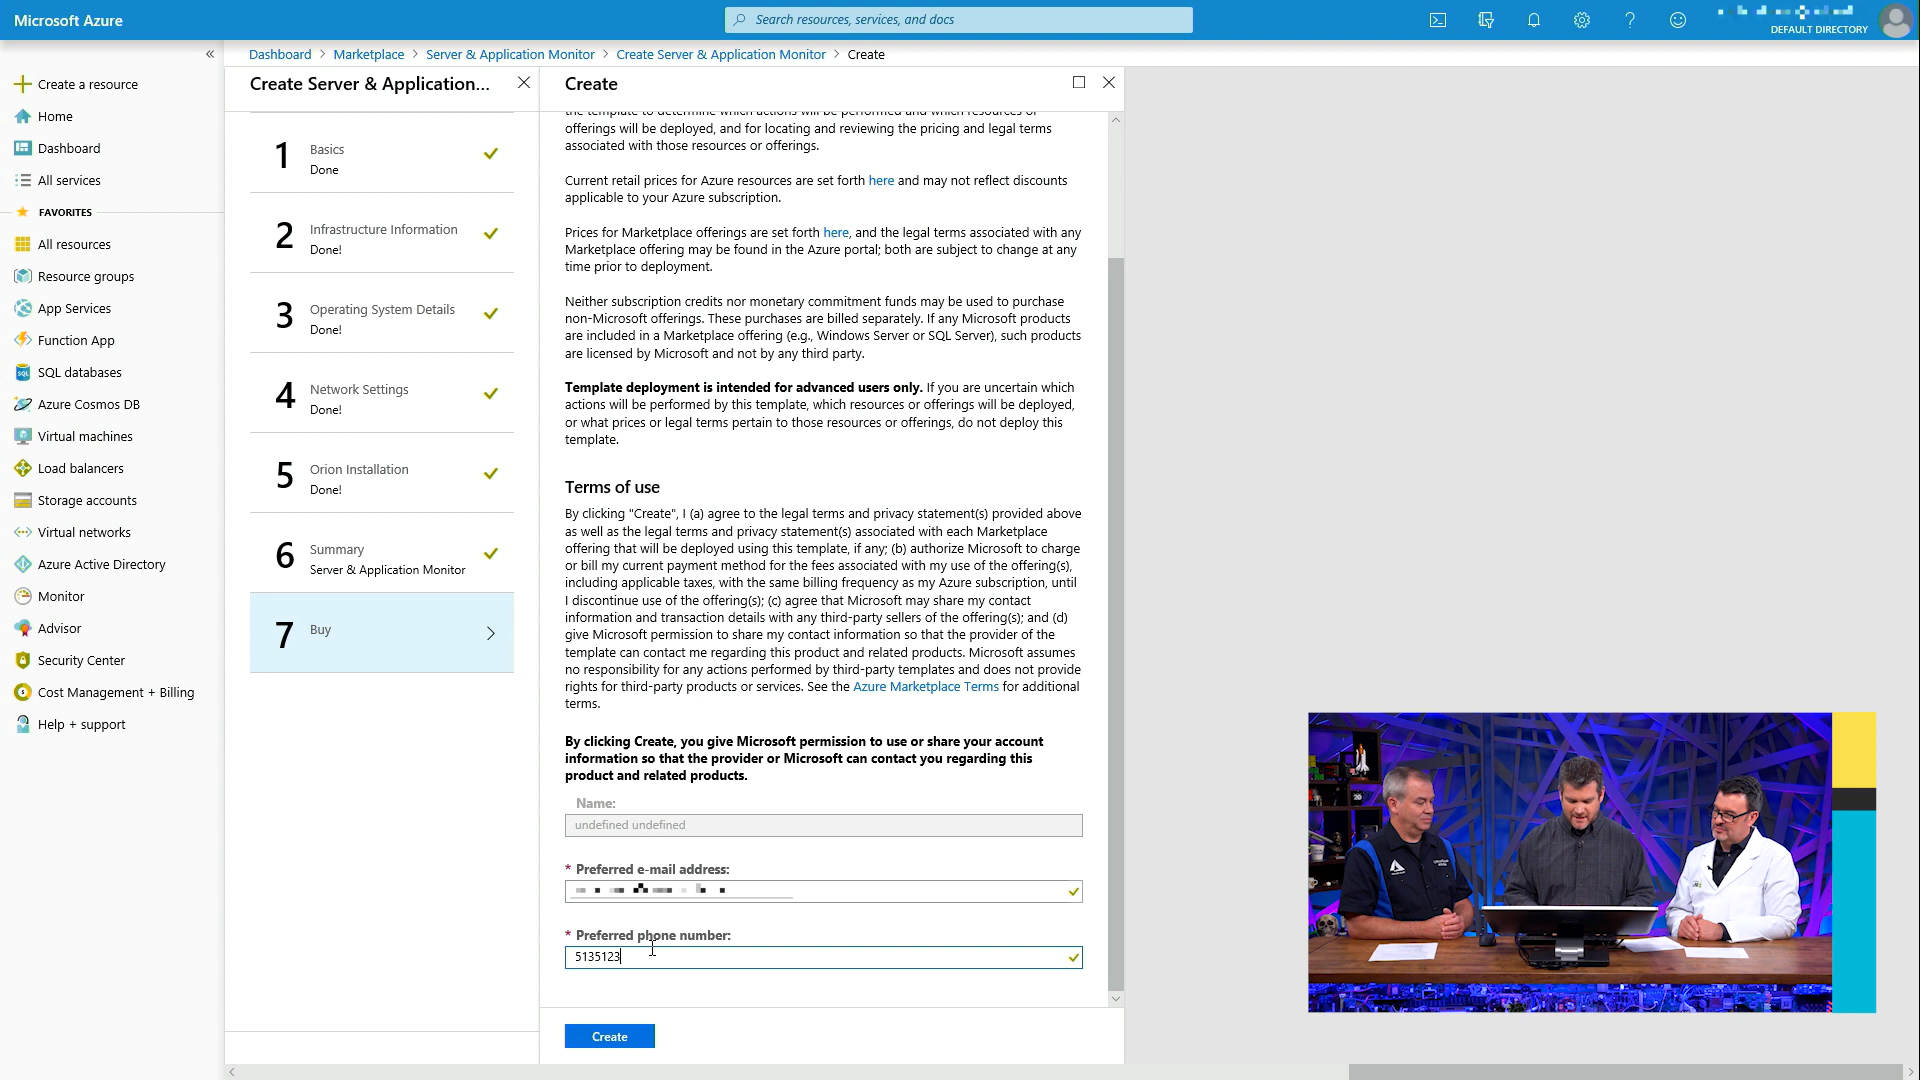 Microsoft Azure
Search resources, services, and docs
DEFAULT DIRECTORY
Dashboard > Marketplace > Server & Application Monitor > Create Server & Application Monitor > Create
Create a resource
Home
Dashboard
All services
FAVORITES
All resources
Resource groups
App Services
Function App
SQL databases
Azure Cosmos DB
Virtual machines
Load balancers
Storage accounts
Virtual networks
Azure Active Directory
Monitor
Advisor
Security Center
Cost Management + Billing
Help + support
Create Server & Application...
1 Basics
Done
2 Infrastructure Information
Done!
3 Operating System Details
Done!
4 Network Settings
Done!
5 Orion Installation
Done!
6 Summary
Server & Application Monitor
7 Buy
Create
the template to determine which actions will be performed and which resources or
offerings will be deployed, and for locating and reviewing the pricing and legal terms
associated with those resources or offerings.
Current retail prices for Azure resources are set forth here and may not reflect discounts
applicable to your Azure subscription.
Prices for Marketplace offerings are set forth here, and the legal terms associated with any
Marketplace offering may be found in the Azure portal; both are subject to change at any
time prior to deployment.
Neither subscription credits nor monetary commitment funds may be used to purchase
non-Microsoft offerings. These purchases are billed separately. If any Microsoft products
are included in a Marketplace offering (e.g., Windows Server or SQL Server), such products
are licensed by Microsoft and not by any third party.
Template deployment is intended for advanced users only. If you are uncertain which
actions will be performed by this template, which resources or offerings will be deployed,
or what prices or legal terms pertain to those resources or offerings, do not deploy this
template.
Terms of use
By clicking "Create", I (a) agree to the legal terms and privacy statement(s) provided above
as well as the legal terms and privacy statement(s) associated with each Marketplace
offering that will be deployed using this template, if any; (b) authorize Microsoft to charge
or bill my current payment method for the fees associated with my use of the offering(s),
including applicable taxes, with the same billing frequency as my Azure subscription, until
I discontinue use of the offering(s); (c) agree that Microsoft may share my contact
information and transaction details with any third-party sellers of the offering(s); and (d)
give Microsoft permission to share my contact information so that the provider of the
template can contact me regarding this product and related products. Microsoft assumes
no responsibility for any actions performed by third-party templates and does not provide
rights for third-party products or services. See the Azure Marketplace Terms for additional
terms.
By clicking Create, you give Microsoft permission to use or share your account
information so that the provider or Microsoft can contact you regarding this
product and related products.
Name:
undefined undefined
* Preferred e-mail address:
* Preferred phone number:
5135123
Create